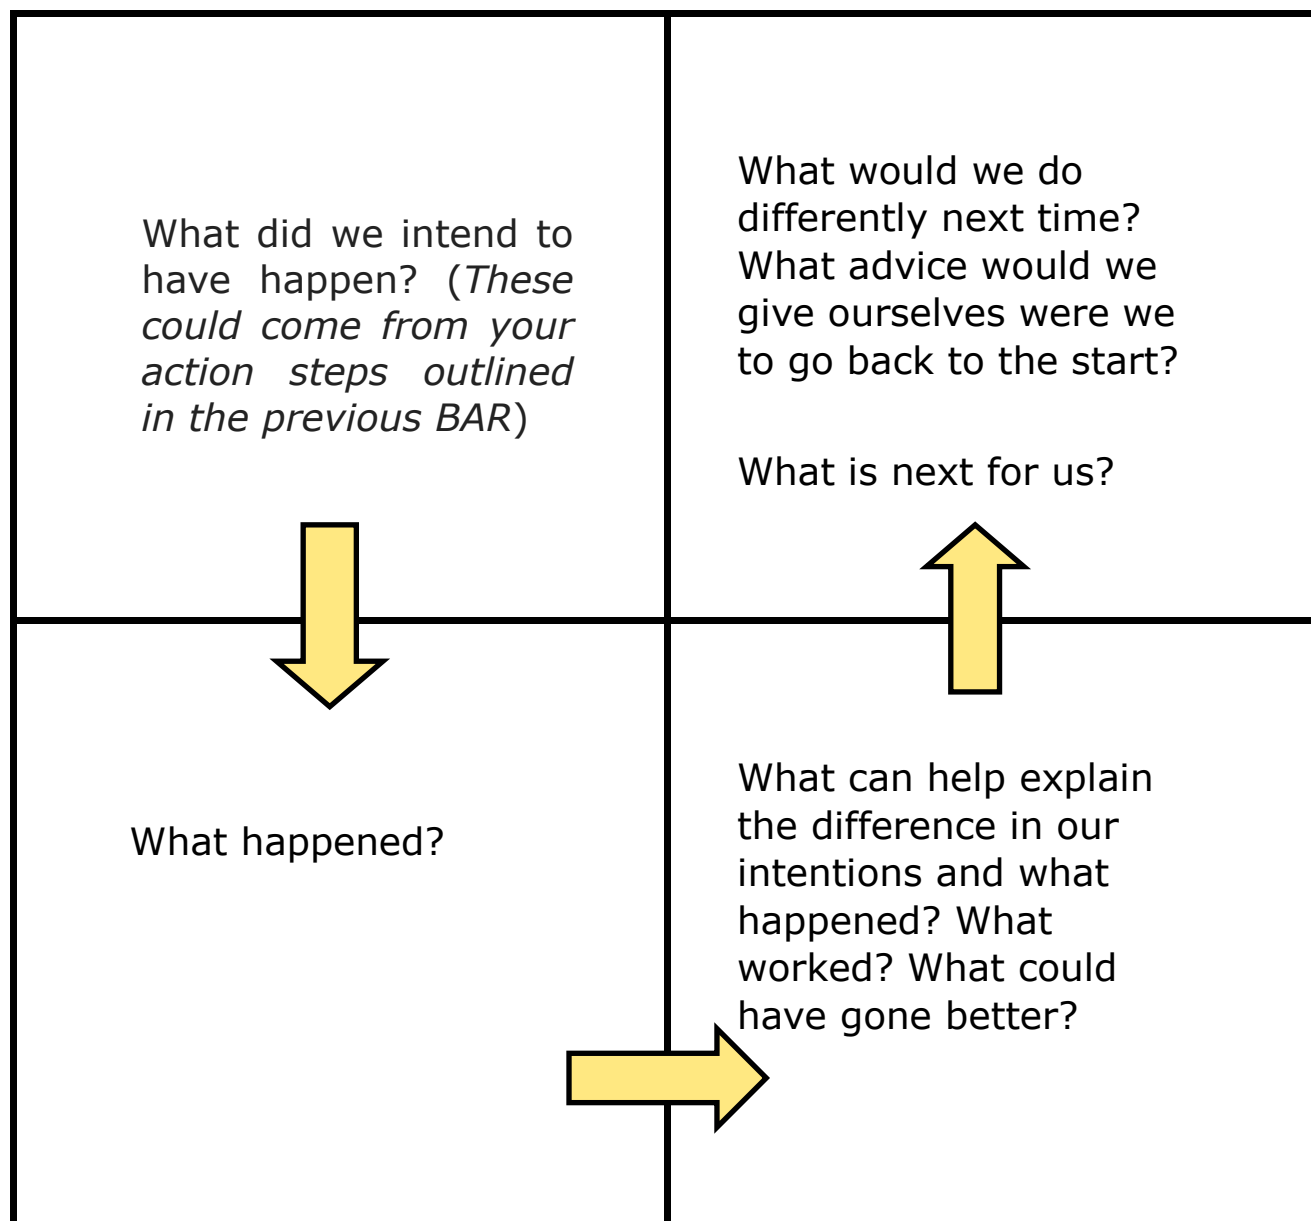 What did we intend to
have happen? (These
could come from your
action steps outlined
in the previous BAR)
What happened?
What can help explain
the difference in our
intentions and what
happened? What
worked? What could
have gone better?
What would we do
differently next time?
What advice would we
give ourselves were we
to go back to the start?
What is next for us?